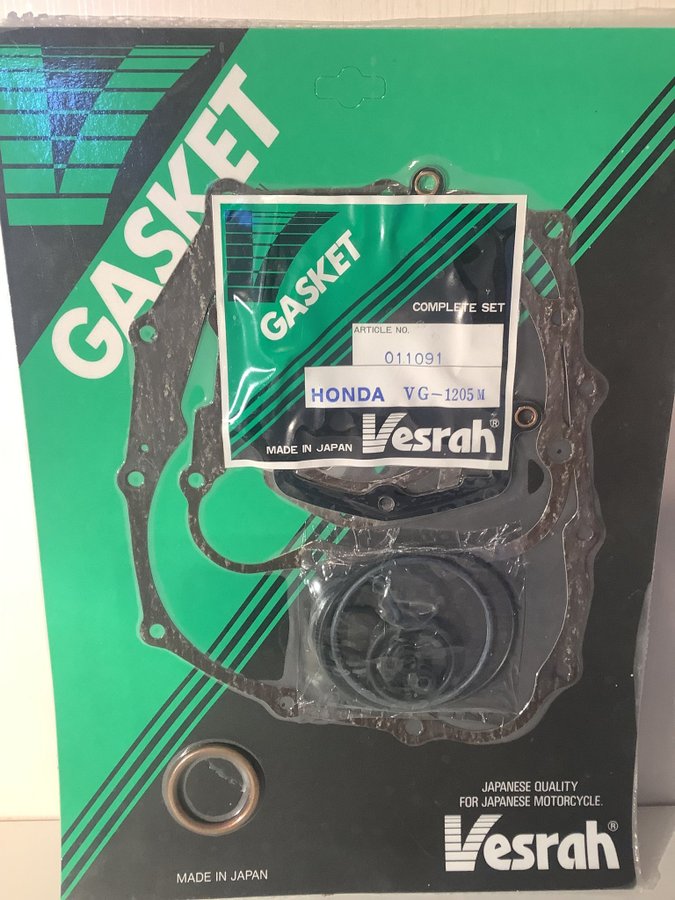 GASKET
GASKET
COMPLETE SET
ARTICLE NO.
011091
HONDA VG-1205M
MADE IN JAPAN Vesrah®
JAPANESE QUALITY
FOR JAPANESE MOTORCYCLE.
Vesrah®
MADE IN JAPAN